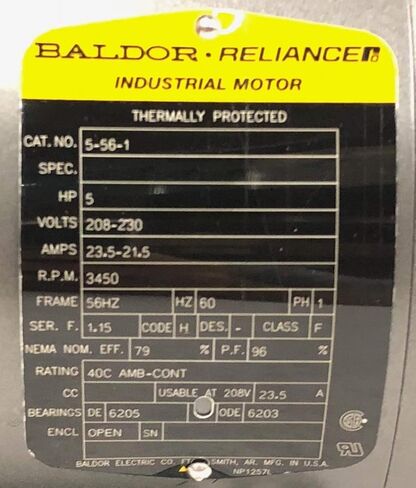 BALDOR · RELIANCE
INDUSTRIAL MOTOR
THERMALLY PROTECTED
CAT. NO. 5-56-1
SPEC.
HP 5
VOLTS 208-230
AMPS 23.5-21.5
R.P.M. 3450
FRAME 56HZ HZ 60 PH 1
SER. F. 1.15 CODE H DES. - CLASS F
NEMA NOM. EFF. 79 % P.F. 96 %
RATING 40C AMB-CONT
CC USABLE AT 208V 23.5 A
BEARINGS DE 6205 ODE 6203
ENCL OPEN SN
BALDOR ELECTRIC CO. FT. SMITH, AR. MFG. IN U.S.A.
NP1257L